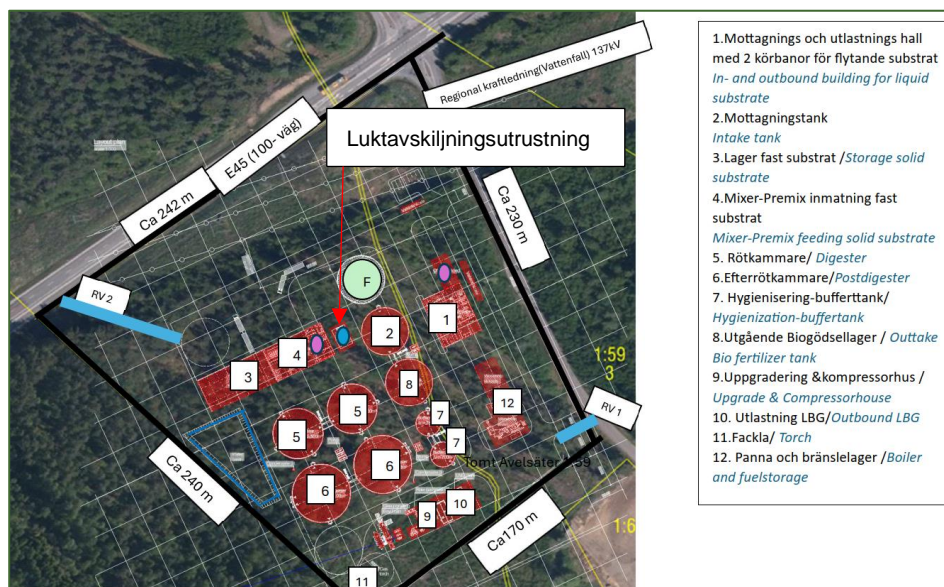 Regional kraftledning(Vattenfall) 137kV
Luktavskiljningsutrustning
E45 (100- väg)
Ca 242 m
Ca 230 m
RV 2
F
1
2
4
3
8
12
1:59
3
5
5
7
7
RV 1
6
6
Tomt Avelsäter 1:59
Ca 240 m
10
9
Ca170 m
1:6
11
1.Mottagnings och utlastnings hall
med 2 körbanor för flytande substrat
In- and outbound building for liquid
substrate
2.Mottagningstank
Intake tank
3.Lager fast substrat /Storage solid
substrate
4.Mixer-Premix inmatning fast
substrat
Mixer-Premix feeding solid substrate
5. Rötkammare/ Digester
6.Efterrötkammare/Postdigester
7. Hygienisering-bufferttank/
Hygienization-buffertank
8.Utgående Biogödsellager / Outtake
Bio fertilizer tank
9.Uppgradering &kompressorhus /
Upgrade & Compressorhouse
10. Utlastning LBG/Outbound LBG
11.Fackla/ Torch
12. Panna och bränslelager /Boiler
and fuelstorage